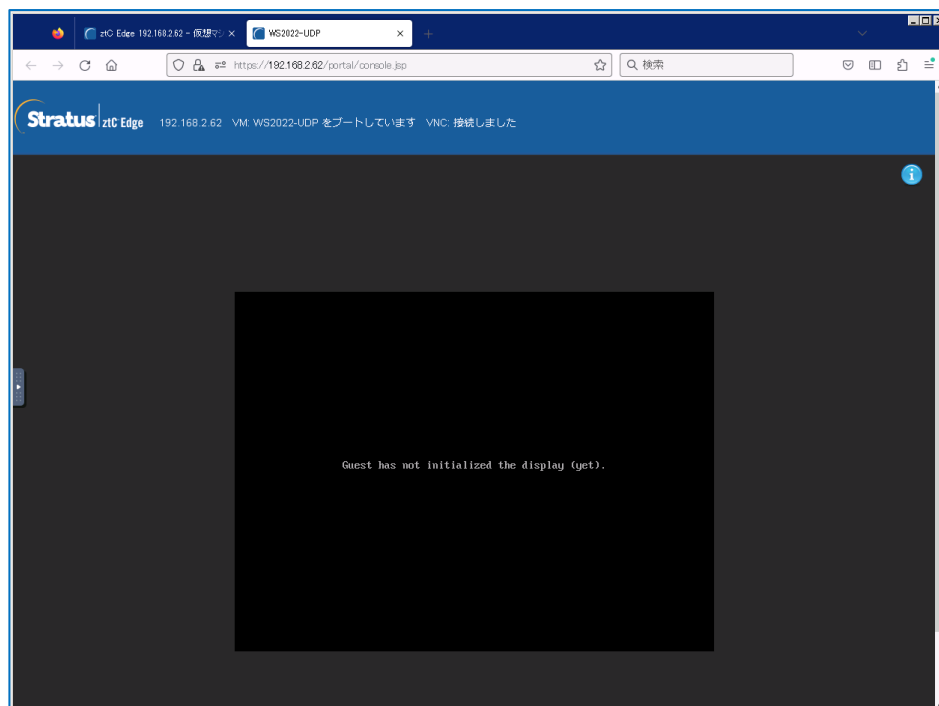 ztC Edge 192.168.2.62 – 仮想マシ
WS2022-UDP
https://192.168.2.62/portal/console.jsp
検索
Stratus ztC Edge 192.168.2.62 VM: WS2022-UDP をブートしています VNC: 接続しました
Guest has not initialized the display (yet).